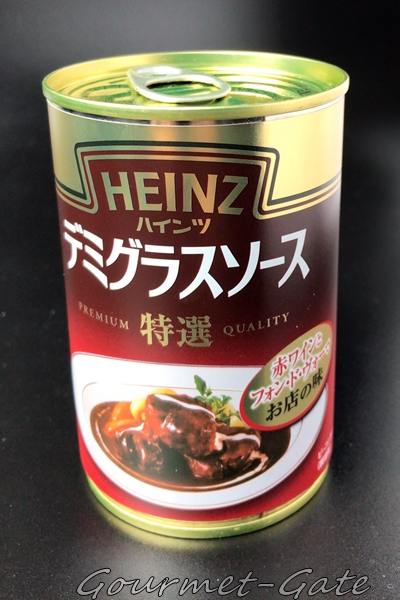 HEINZ
ハインツ
デミグラスソース
PREMIUM 特選 QUALITY
赤ワインと
フォン・ド・ヴォーで
お店の味
Gourmet-Gate